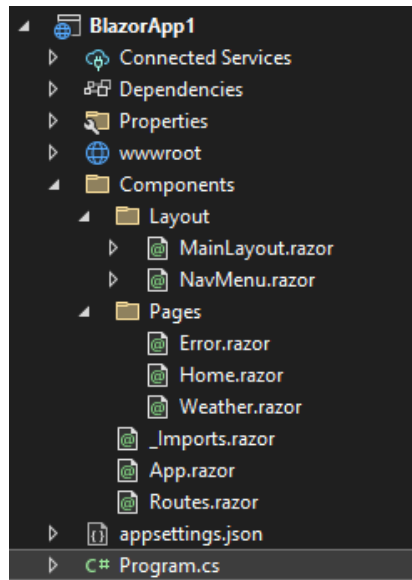 BlazorApp1
Connected Services
Dependencies
Properties
wwwroot
Components
Layout
MainLayout.razor
NavMenu.razor
Pages
Error.razor
Home.razor
Weather.razor
_Imports.razor
App.razor
Routes.razor
appsettings.json
C# Program.cs